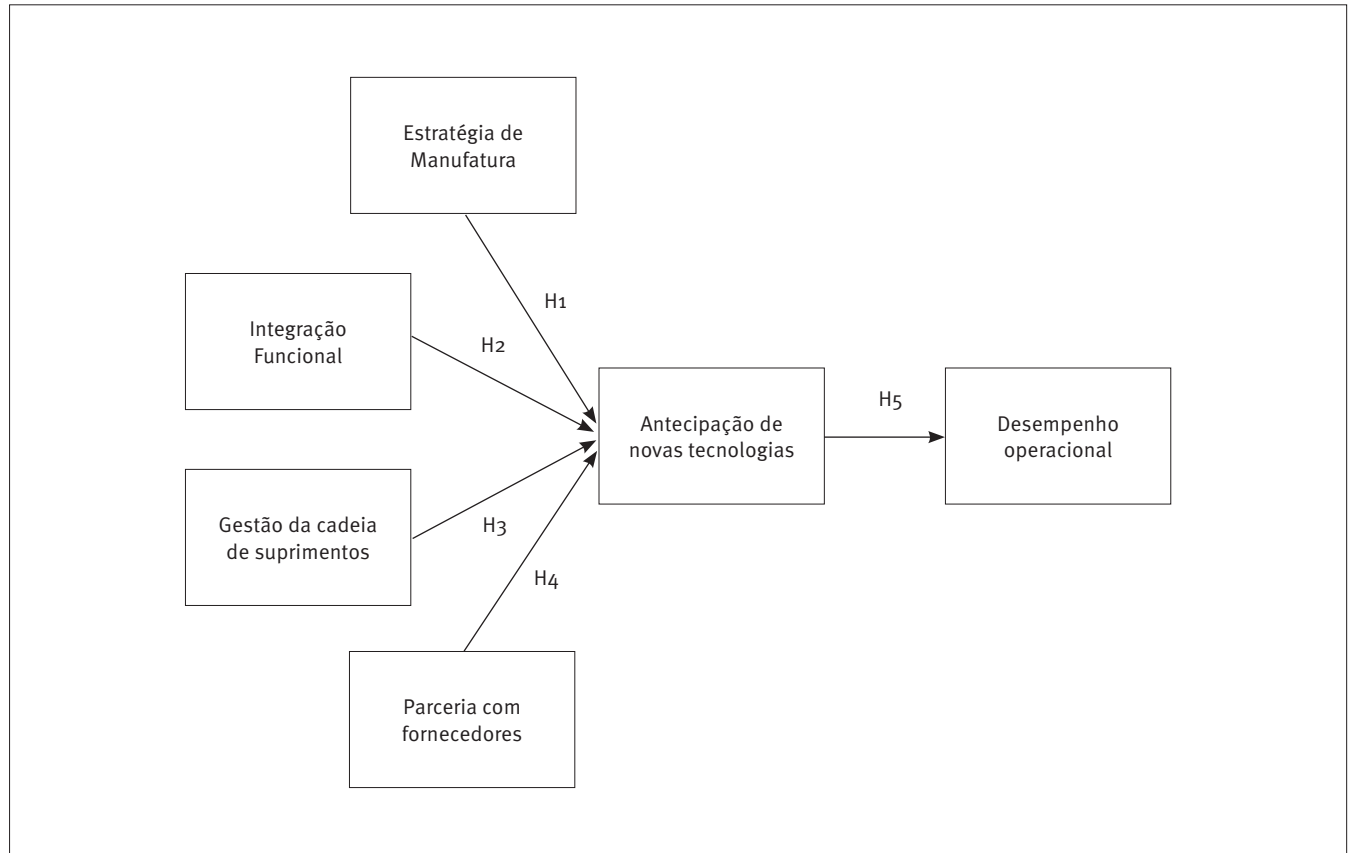 Estratégia de
Manufatura
H1
Integração
Funcional
H2
Antecipação de
novas tecnologias
H5
Desempenho
operacional
Gestão da cadeia
de suprimentos
H3
H4
Parceria com
fornecedores